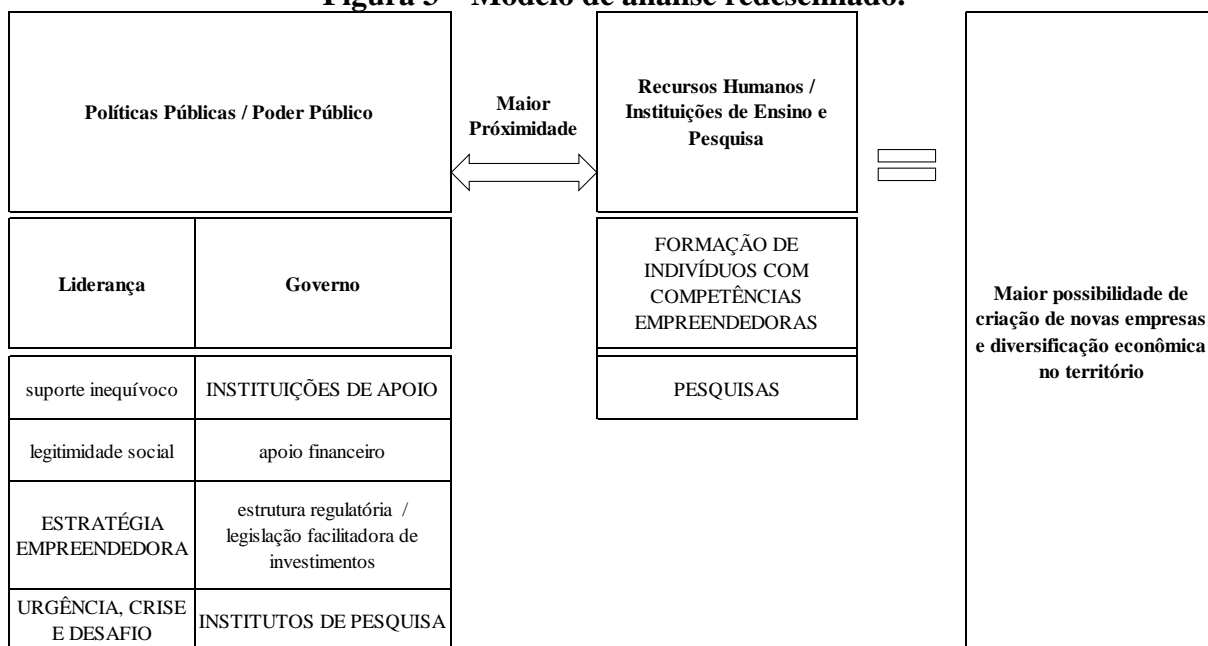 Figura 3 – Modelo de análise redesenhado.
Políticas Públicas / Poder Público
Maior
Próximidade
Recursos Humanos /
Instituições de Ensino e
Pesquisa
Liderança
Governo
FORMAÇÃO DE
INDIVÍDUOS COM
COMPETÊNCIAS
EMPREENDEDORAS
Maior possibilidade de
criação de novas empresas
e diversificação econômica
no território
suporte inequívoco
INSTITUIÇÕES DE APOIO
PESQUISAS
legitimidade social
apoio financeiro
ESTRATÉGIA
EMPREENDEDORA
estrutura regulatória /
legislação facilitadora de
investimentos
URGÊNCIA, CRISE
E DESAFIO
INSTITUTOS DE PESQUISA